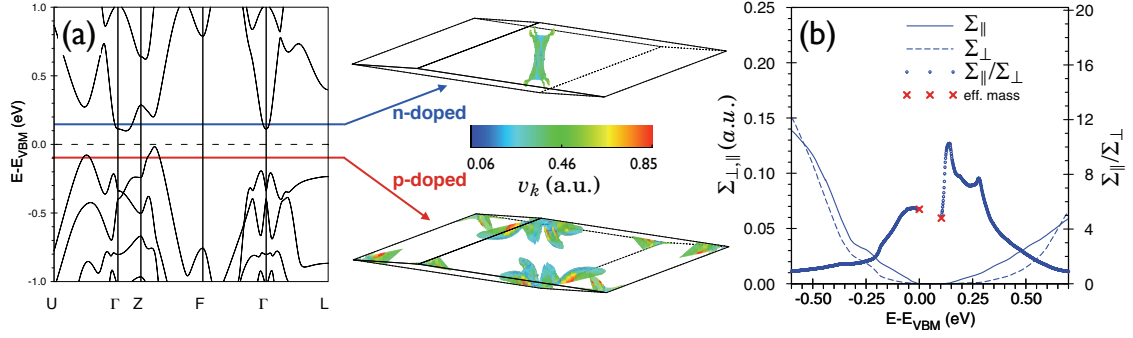 (a)
1.0
0.5
0.0
-0.5
-1.0
E-E_VBM (eV)
U Γ Z F Γ L
n-doped
p-doped
0.06 0.46 0.85
v_k (a.u.)
(b)
Σ_∥
Σ_⊥
Σ_∥/Σ_⊥
eff. mass
0.25
0.20
0.15
0.10
0.05
0.00
Σ_⊥,∥ (a.u.)
20
16
12
8
4
0
Σ_∥/Σ_⊥
-0.50 -0.25 0.00 0.25 0.50
E-E_VBM (eV)